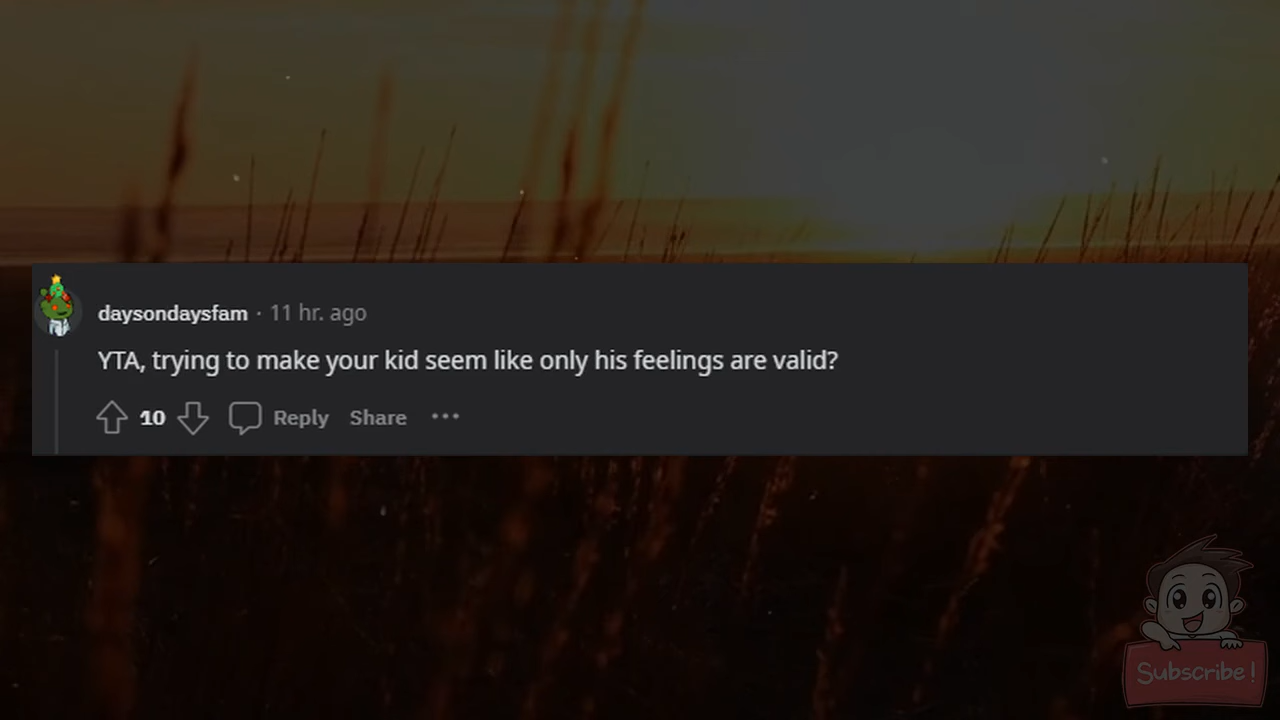 daysondaysfam · 11 hr. ago
YTA, trying to make your kid seem like only his feelings are valid?
10 Reply Share ···
Subscribe!